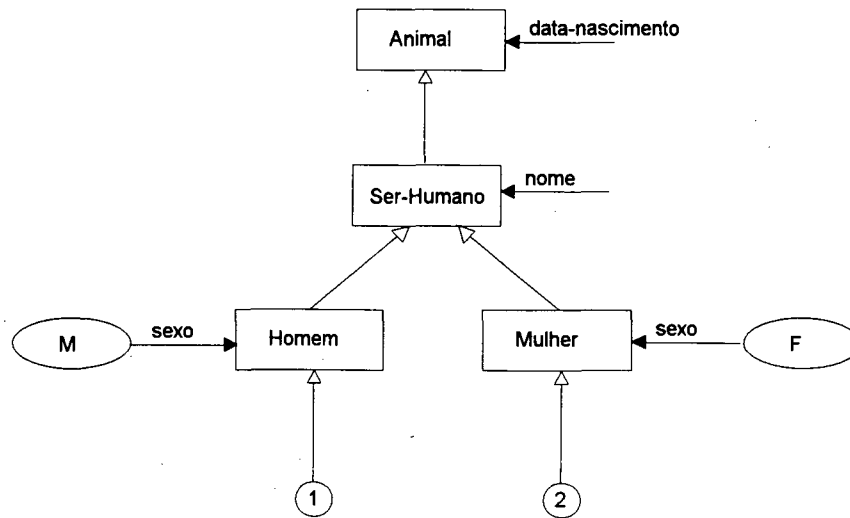 Animal
data-nascimento
Ser-Humano
nome
M
sexo
Homem
Mulher
sexo
F
1
2